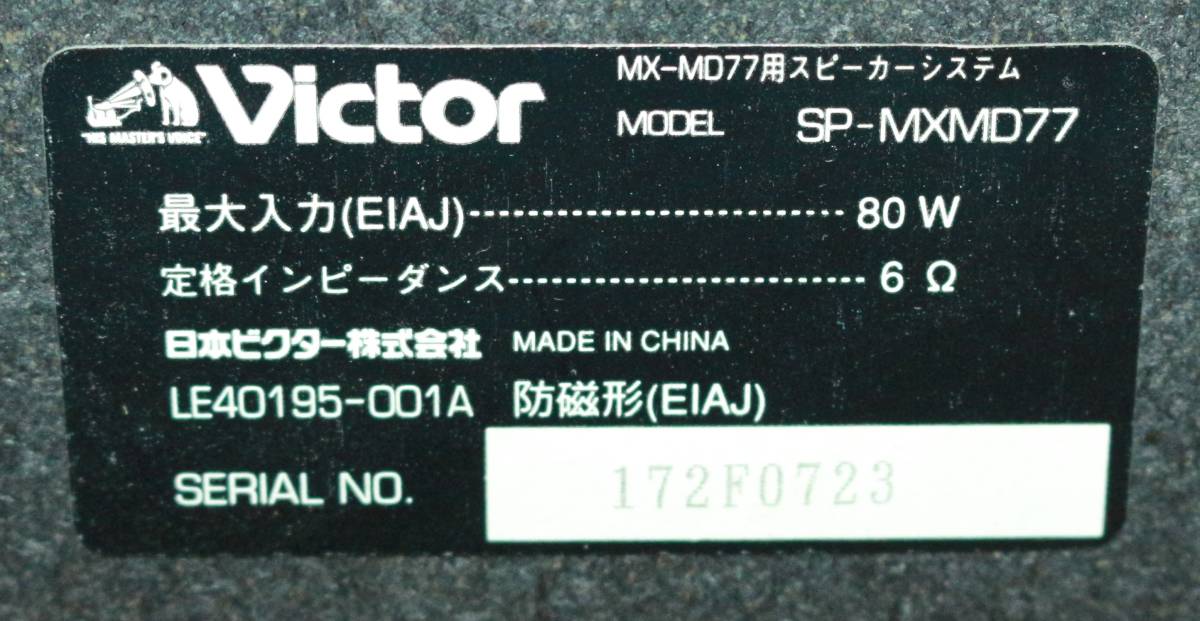 "HIS MASTER'S VOICE"
Victor
MX-MD77用スピーカーシステム
MODEL SP-MXMD77
最大入力(EIAJ)------------------------- 80 W
定格インピーダンス----------------------- 6 Ω
日本ビクター株式会社 MADE IN CHINA
LE40195-001A 防磁形(EIAJ)
SERIAL NO. 172F0723